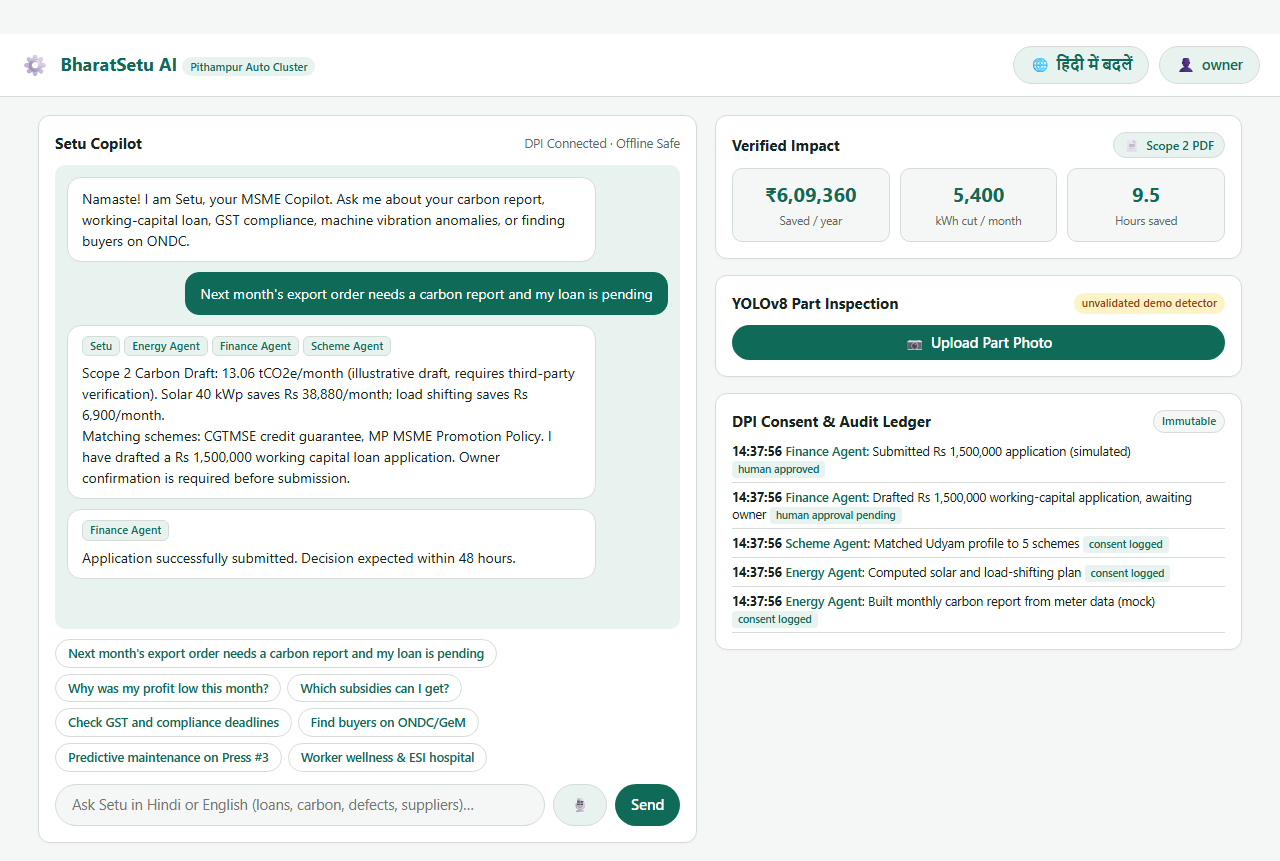 BharatSetu AI
Pithampur Auto Cluster
हिंदी में बदलें
owner
Setu Copilot
DPI Connected · Offline Safe
Namaste! I am Setu, your MSME Copilot. Ask me about your carbon report,
working-capital loan, GST compliance, machine vibration anomalies, or finding
buyers on ONDC.
Next month's export order needs a carbon report and my loan is pending
Setu
Energy Agent
Finance Agent
Scheme Agent
Scope 2 Carbon Draft: 13.06 tCO2e/month (illustrative draft, requires third-party
verification). Solar 40 kWp saves Rs 38,880/month; load shifting saves Rs
6,900/month.
Matching schemes: CGTMSE credit guarantee, MP MSME Promotion Policy. I
have drafted a Rs 1,500,000 working capital loan application. Owner
confirmation is required before submission.
Finance Agent
Application successfully submitted. Decision expected within 48 hours.
Next month's export order needs a carbon report and my loan is pending
Why was my profit low this month?
Which subsidies can I get?
Check GST and compliance deadlines
Find buyers on ONDC/GeM
Predictive maintenance on Press #3
Worker wellness & ESI hospital
Ask Setu in Hindi or English (loans, carbon, defects, suppliers)...
Send
Verified Impact
Scope 2 PDF
₹6,09,360
Saved / year
5,400
kWh cut / month
9.5
Hours saved
YOLOv8 Part Inspection
unvalidated demo detector
Upload Part Photo
DPI Consent & Audit Ledger
Immutable
14:37:56 Finance Agent: Submitted Rs 1,500,000 application (simulated)
human approved
14:37:56 Finance Agent: Drafted Rs 1,500,000 working-capital application, awaiting
owner human approval pending
14:37:56 Scheme Agent: Matched Udyam profile to 5 schemes consent logged
14:37:56 Energy Agent: Computed solar and load-shifting plan consent logged
14:37:56 Energy Agent: Built monthly carbon report from meter data (mock)
consent logged